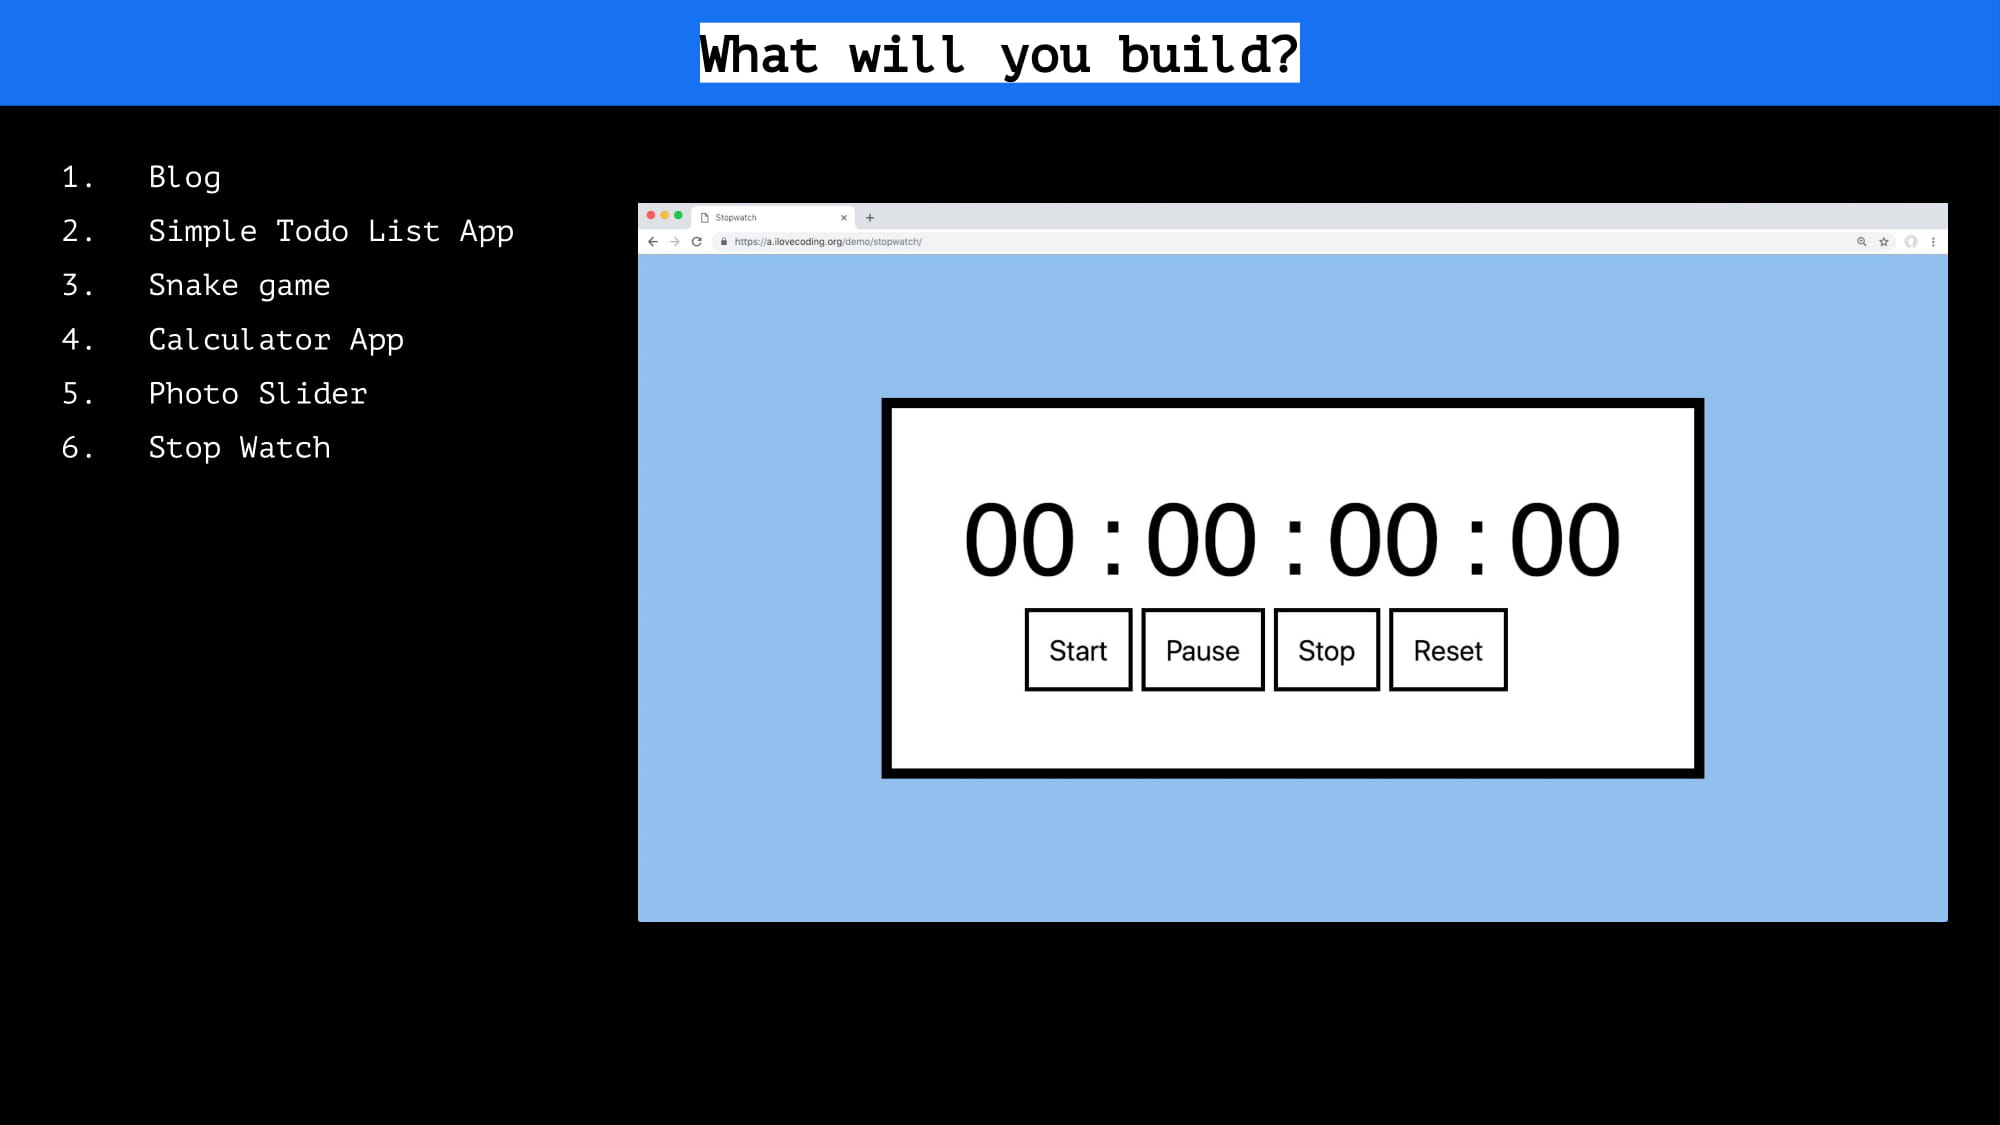 What will you build?
1. Blog
2. Simple Todo List App
3. Snake game
4. Calculator App
5. Photo Slider
6. Stop Watch
Stopwatch
https://a.ilovecoding.org/demo/stopwatch/
00 : 00 : 00 : 00
Start Pause Stop Reset